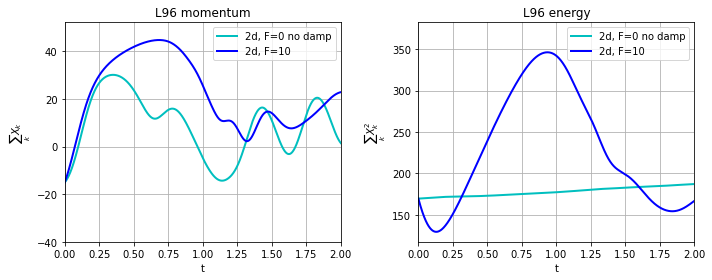 L96 momentum
2d, F=0 no damp
2d, F=10
40
20
0
−20
−40
0.00 0.25 0.50 0.75 1.00 1.25 1.50 1.75 2.00
t
∑ₖ Xₖ
L96 energy
2d, F=0 no damp
2d, F=10
350
300
250
200
150
0.00 0.25 0.50 0.75 1.00 1.25 1.50 1.75 2.00
t
∑ₖ Xₖ²